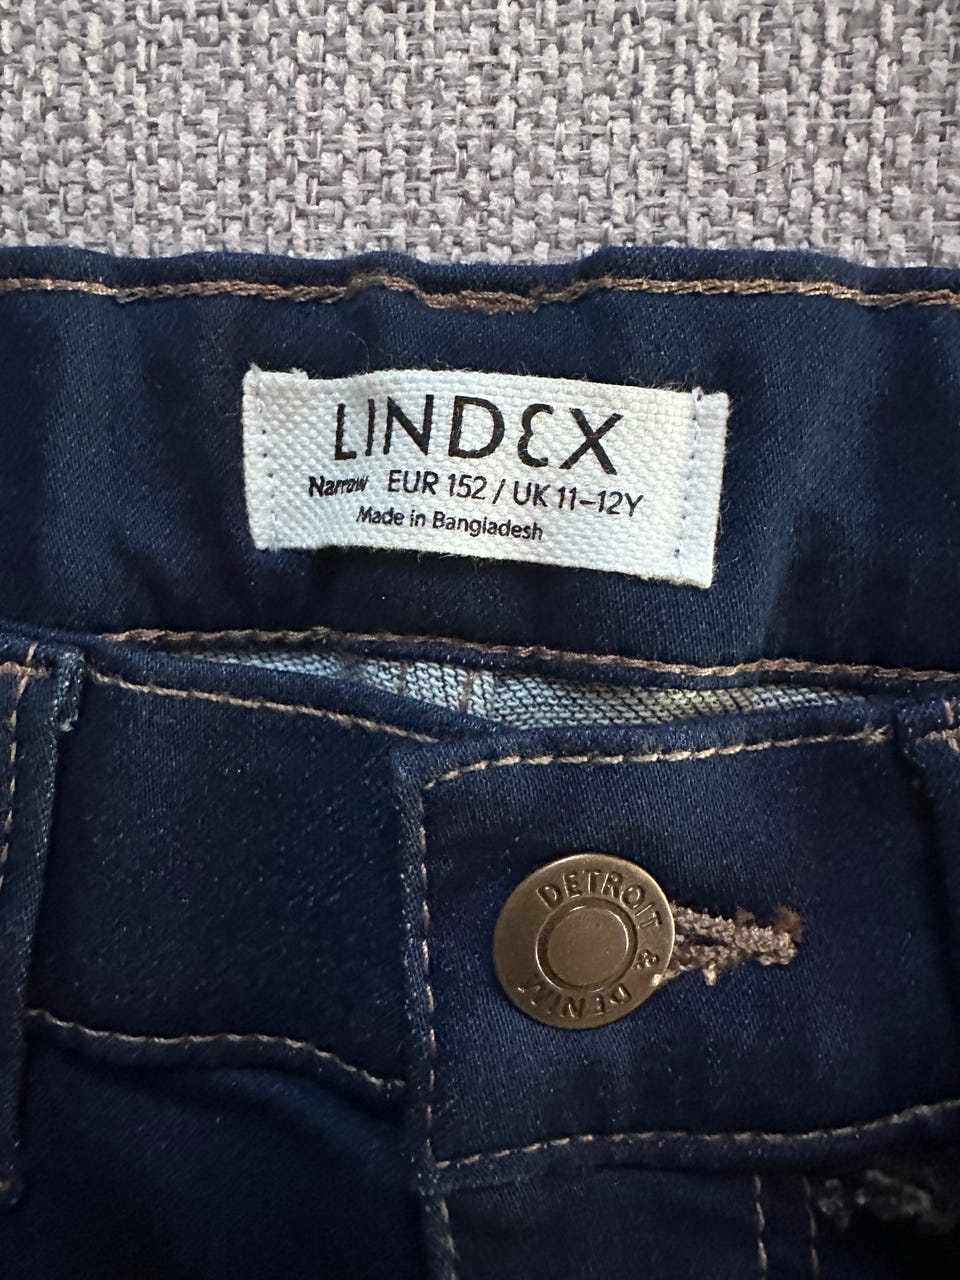 LINDEX
Narrow EUR 152 / UK 11-12Y
Made in Bangladesh
DETROIT & DENIM